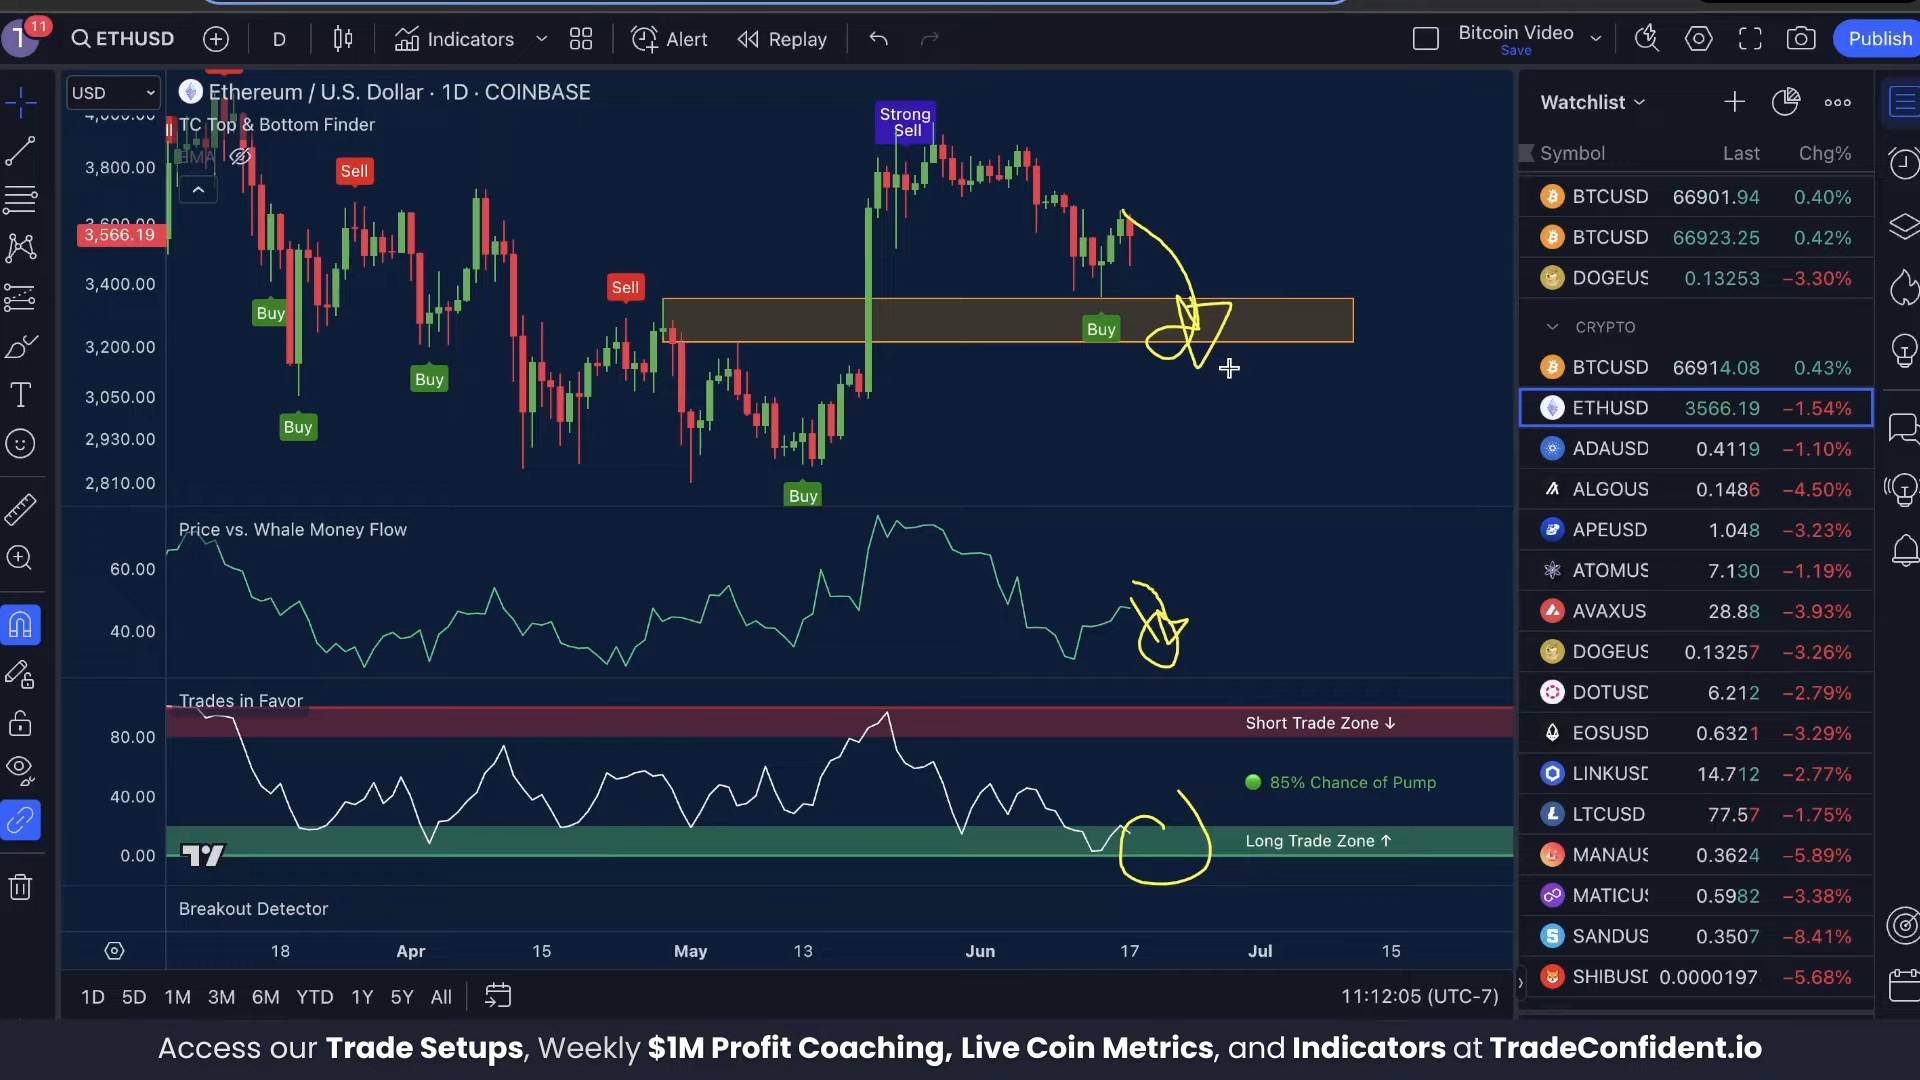 T 11 ETHUSD D Indicators Alert Replay Bitcoin Video Save Publish
USD
Ethereum / U.S. Dollar · 1D · COINBASE
TC Top & Bottom Finder
EMA
4,000.00
3,800.00
3,600.00
3,566.19
3,400.00
3,200.00
3,050.00
2,930.00
2,810.00
Sell
Strong
Sell
Sell
Buy
Buy
Buy
Buy
Buy
Price vs. Whale Money Flow
60.00
40.00
Trades in Favor
80.00
40.00
0.00
Short Trade Zone ↓
85% Chance of Pump
Long Trade Zone ↑
Breakout Detector
18 Apr 15 May 13 Jun 17 Jul 15
1D 5D 1M 3M 6M YTD 1Y 5Y All
11:12:05 (UTC-7)
Watchlist
Symbol Last Chg%
BTCUSD 66901.94 0.40%
BTCUSD 66923.25 0.42%
DOGEUS 0.13253 −3.30%
CRYPTO
BTCUSD 66914.08 0.43%
ETHUSD 3566.19 −1.54%
ADAUSD 0.4119 −1.10%
ALGOUS 0.1486 −4.50%
APEUSD 1.048 −3.23%
ATOMUS 7.130 −1.19%
AVAXUS 28.88 −3.93%
DOGEUS 0.13257 −3.26%
DOTUSD 6.212 −2.79%
EOSUSD 0.6321 −3.29%
LINKUSD 14.712 −2.77%
LTCUSD 77.57 −1.75%
MANAUS 0.3624 −5.89%
MATICUS 0.5982 −3.38%
SANDUS 0.3507 −8.41%
SHIBUSD 0.0000197 −5.68%
Access our Trade Setups, Weekly $1M Profit Coaching, Live Coin Metrics, and Indicators at TradeConfident.io